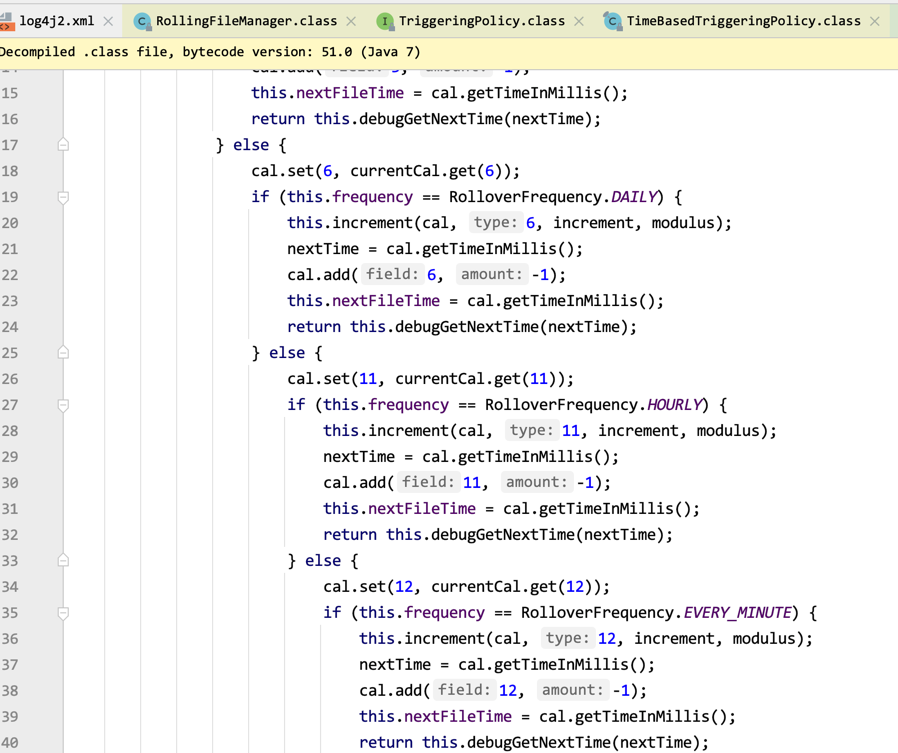 log4j2.xml × RollingFileManager.class × TriggeringPolicy.class × TimeBasedTriggeringPolicy.class ×
Decompiled .class file, bytecode version: 51.0 (Java 7)
15 this.nextFileTime = cal.getTimeInMillis();
16 return this.debugGetNextTime(nextTime);
17 } else {
18 cal.set(6, currentCal.get(6));
19 if (this.frequency == RolloverFrequency.DAILY) {
20 this.increment(cal, type: 6, increment, modulus);
21 nextTime = cal.getTimeInMillis();
22 cal.add( field: 6, amount: -1);
23 this.nextFileTime = cal.getTimeInMillis();
24 return this.debugGetNextTime(nextTime);
25 } else {
26 cal.set(11, currentCal.get(11));
27 if (this.frequency == RolloverFrequency.HOURLY) {
28 this.increment(cal, type: 11, increment, modulus);
29 nextTime = cal.getTimeInMillis();
30 cal.add( field: 11, amount: -1);
31 this.nextFileTime = cal.getTimeInMillis();
32 return this.debugGetNextTime(nextTime);
33 } else {
34 cal.set(12, currentCal.get(12));
35 if (this.frequency == RolloverFrequency.EVERY_MINUTE) {
36 this.increment(cal, type: 12, increment, modulus);
37 nextTime = cal.getTimeInMillis();
38 cal.add( field: 12, amount: -1);
39 this.nextFileTime = cal.getTimeInMillis();
40 return this.debugGetNextTime(nextTime);